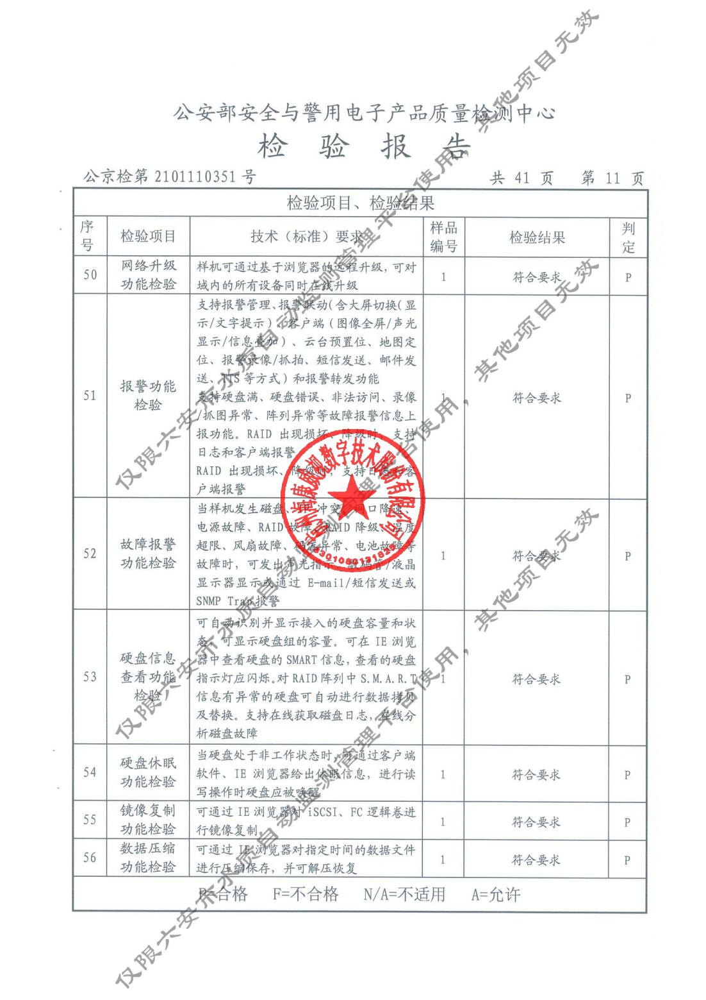 公安部安全与警用电子产品质量检测中心
检 验 报 告
公京检第 2101110351 号 共 41 页 第 11 页
检验项目、检验结果
序号 检验项目 技术（标准）要求 样品编号 检验结果 判定
50 网络升级功能检验 1 符合要求 P
样机可通过基于浏览器的远程升级,可对
域内的所有设备同时在线升级
51 报警功能检验 1 符合要求 P
支持报警管理、报警联动(含大屏切换(显
示/文字提示)、客户端(图像全屏/声光
显示/信息叠加)、云台预置位、地图定
位、报警录像/抓拍、短信发送、邮件发
送、TTS 等方式)和报警转发功能
支持硬盘满、硬盘错误、非法访问、录像
/抓图异常、阵列异常等故障报警信息上
报功能。RAID 出现损坏、降级时、支持
日志和客户端报警
RAID 出现损坏、降级时，支持日志和客
户端报警
52 故障报警功能检验 1 符合要求 P
当样机发生磁盘、IP 冲突、网口降速、
电源故障、RAID 故障、RAID 降级、温度
超限、风扇故障、码流异常、电池故障等
故障时，可发出声光指示、数码管/液晶
显示器显示或通过 E-mail/短信发送或
SNMP Trap 报警
53 硬盘信息查看功能检验 1 符合要求 P
可自动识别并显示接入的硬盘容量和状
态，可显示硬盘组的容量。可在 IE 浏览
器中查看硬盘的 SMART 信息,查看的硬盘
指示灯应闪烁。对 RAID 阵列中 S.M.A.R.T
信息有异常的硬盘可自动进行数据拷贝
及替换。支持在线获取磁盘日志，在线分
析磁盘故障
54 硬盘休眠功能检验 1 符合要求 P
当硬盘处于非工作状态时,可通过客户端
软件、IE 浏览器给出休眠信息，进行读
写操作时硬盘应被唤醒
55 镜像复制功能检验 1 符合要求 P
可通过 IE 浏览器对 iSCSI、FC 逻辑卷进
行镜像复制
56 数据压缩功能检验 1 符合要求 P
可通过 IE 浏览器对指定时间的数据文件
进行压缩保存，并可解压恢复
P=合格 F=不合格 N/A=不适用 A=允许
杭州海康威视数字技术股份有限公司
仅限六安市水质自动监测管理平台使用，其他项目无效
仅限六安市水质自动监测管理平台使用，其他项目无效
仅限六安市水质自动监测管理平台使用，其他项目无效